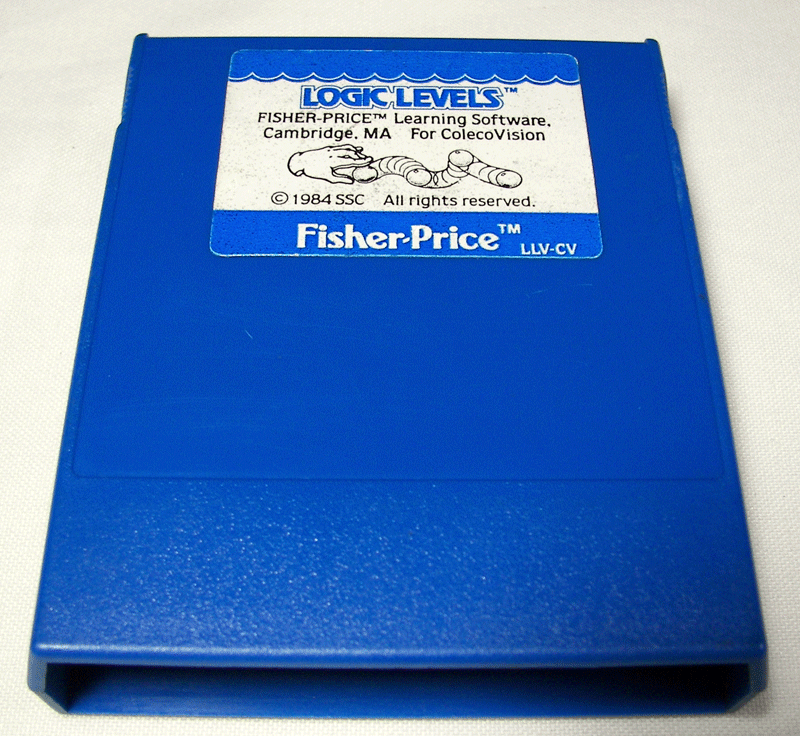 LOGIC LEVELS™
FISHER-PRICE™ Learning Software,
Cambridge, MA For ColecoVision
© 1984 SSC All rights reserved.
Fisher-Price™ LLV-CV